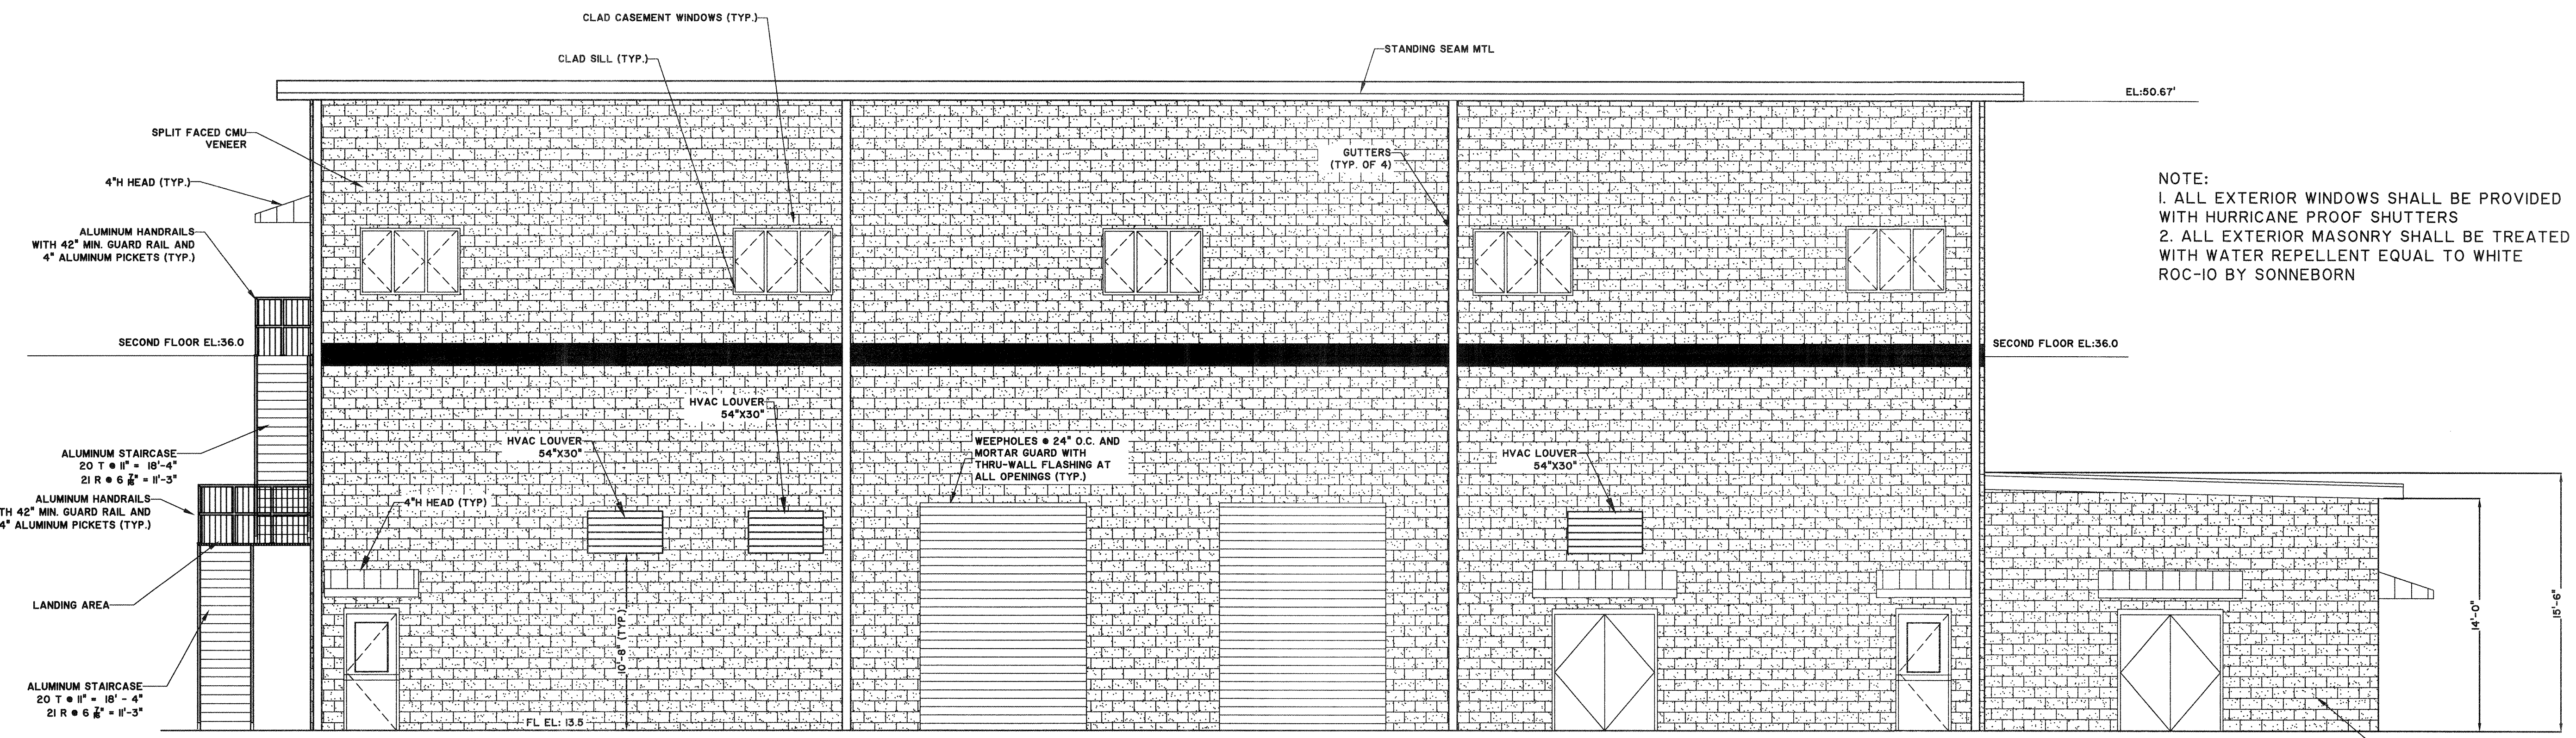 CLAD CASEMENT WINDOWS (TYP.)
CLAD SILL (TYP.)
STANDING SEAM MTL
EL:50.67'
SPLIT FACED CMU
VENEER
GUTTERS
(TYP. OF 4)
4"H HEAD (TYP.)
NOTE:
1. ALL EXTERIOR WINDOWS SHALL BE PROVIDED
WITH HURRICANE PROOF SHUTTERS
2. ALL EXTERIOR MASONRY SHALL BE TREATED
WITH WATER REPELLENT EQUAL TO WHITE
ROC-10 BY SONNEBORN
ALUMINUM HANDRAILS
WITH 42" MIN. GUARD RAIL AND
4" ALUMINUM PICKETS (TYP.)
SECOND FLOOR EL:36.0
SECOND FLOOR EL:36.0
HVAC LOUVER
54"X30"
HVAC LOUVER
54"X30"
WEEPHOLES @ 24" O.C. AND
MORTAR GUARD WITH
THRU-WALL FLASHING AT
ALL OPENINGS (TYP.)
HVAC LOUVER
54"X30"
ALUMINUM STAIRCASE
20 T @ 11" = 18'-4"
21 R @ 6 7/16" = 11'-3"
ALUMINUM HANDRAILS
TH 42" MIN. GUARD RAIL AND
4" ALUMINUM PICKETS (TYP.)
4"H HEAD (TYP)
LANDING AREA
10'-8" (TYP.)
14'-0"
15'-6"
ALUMINUM STAIRCASE
20 T @ 11" = 18' - 4"
21 R @ 6 7/16" = 11'-3"
FL EL: 13.5